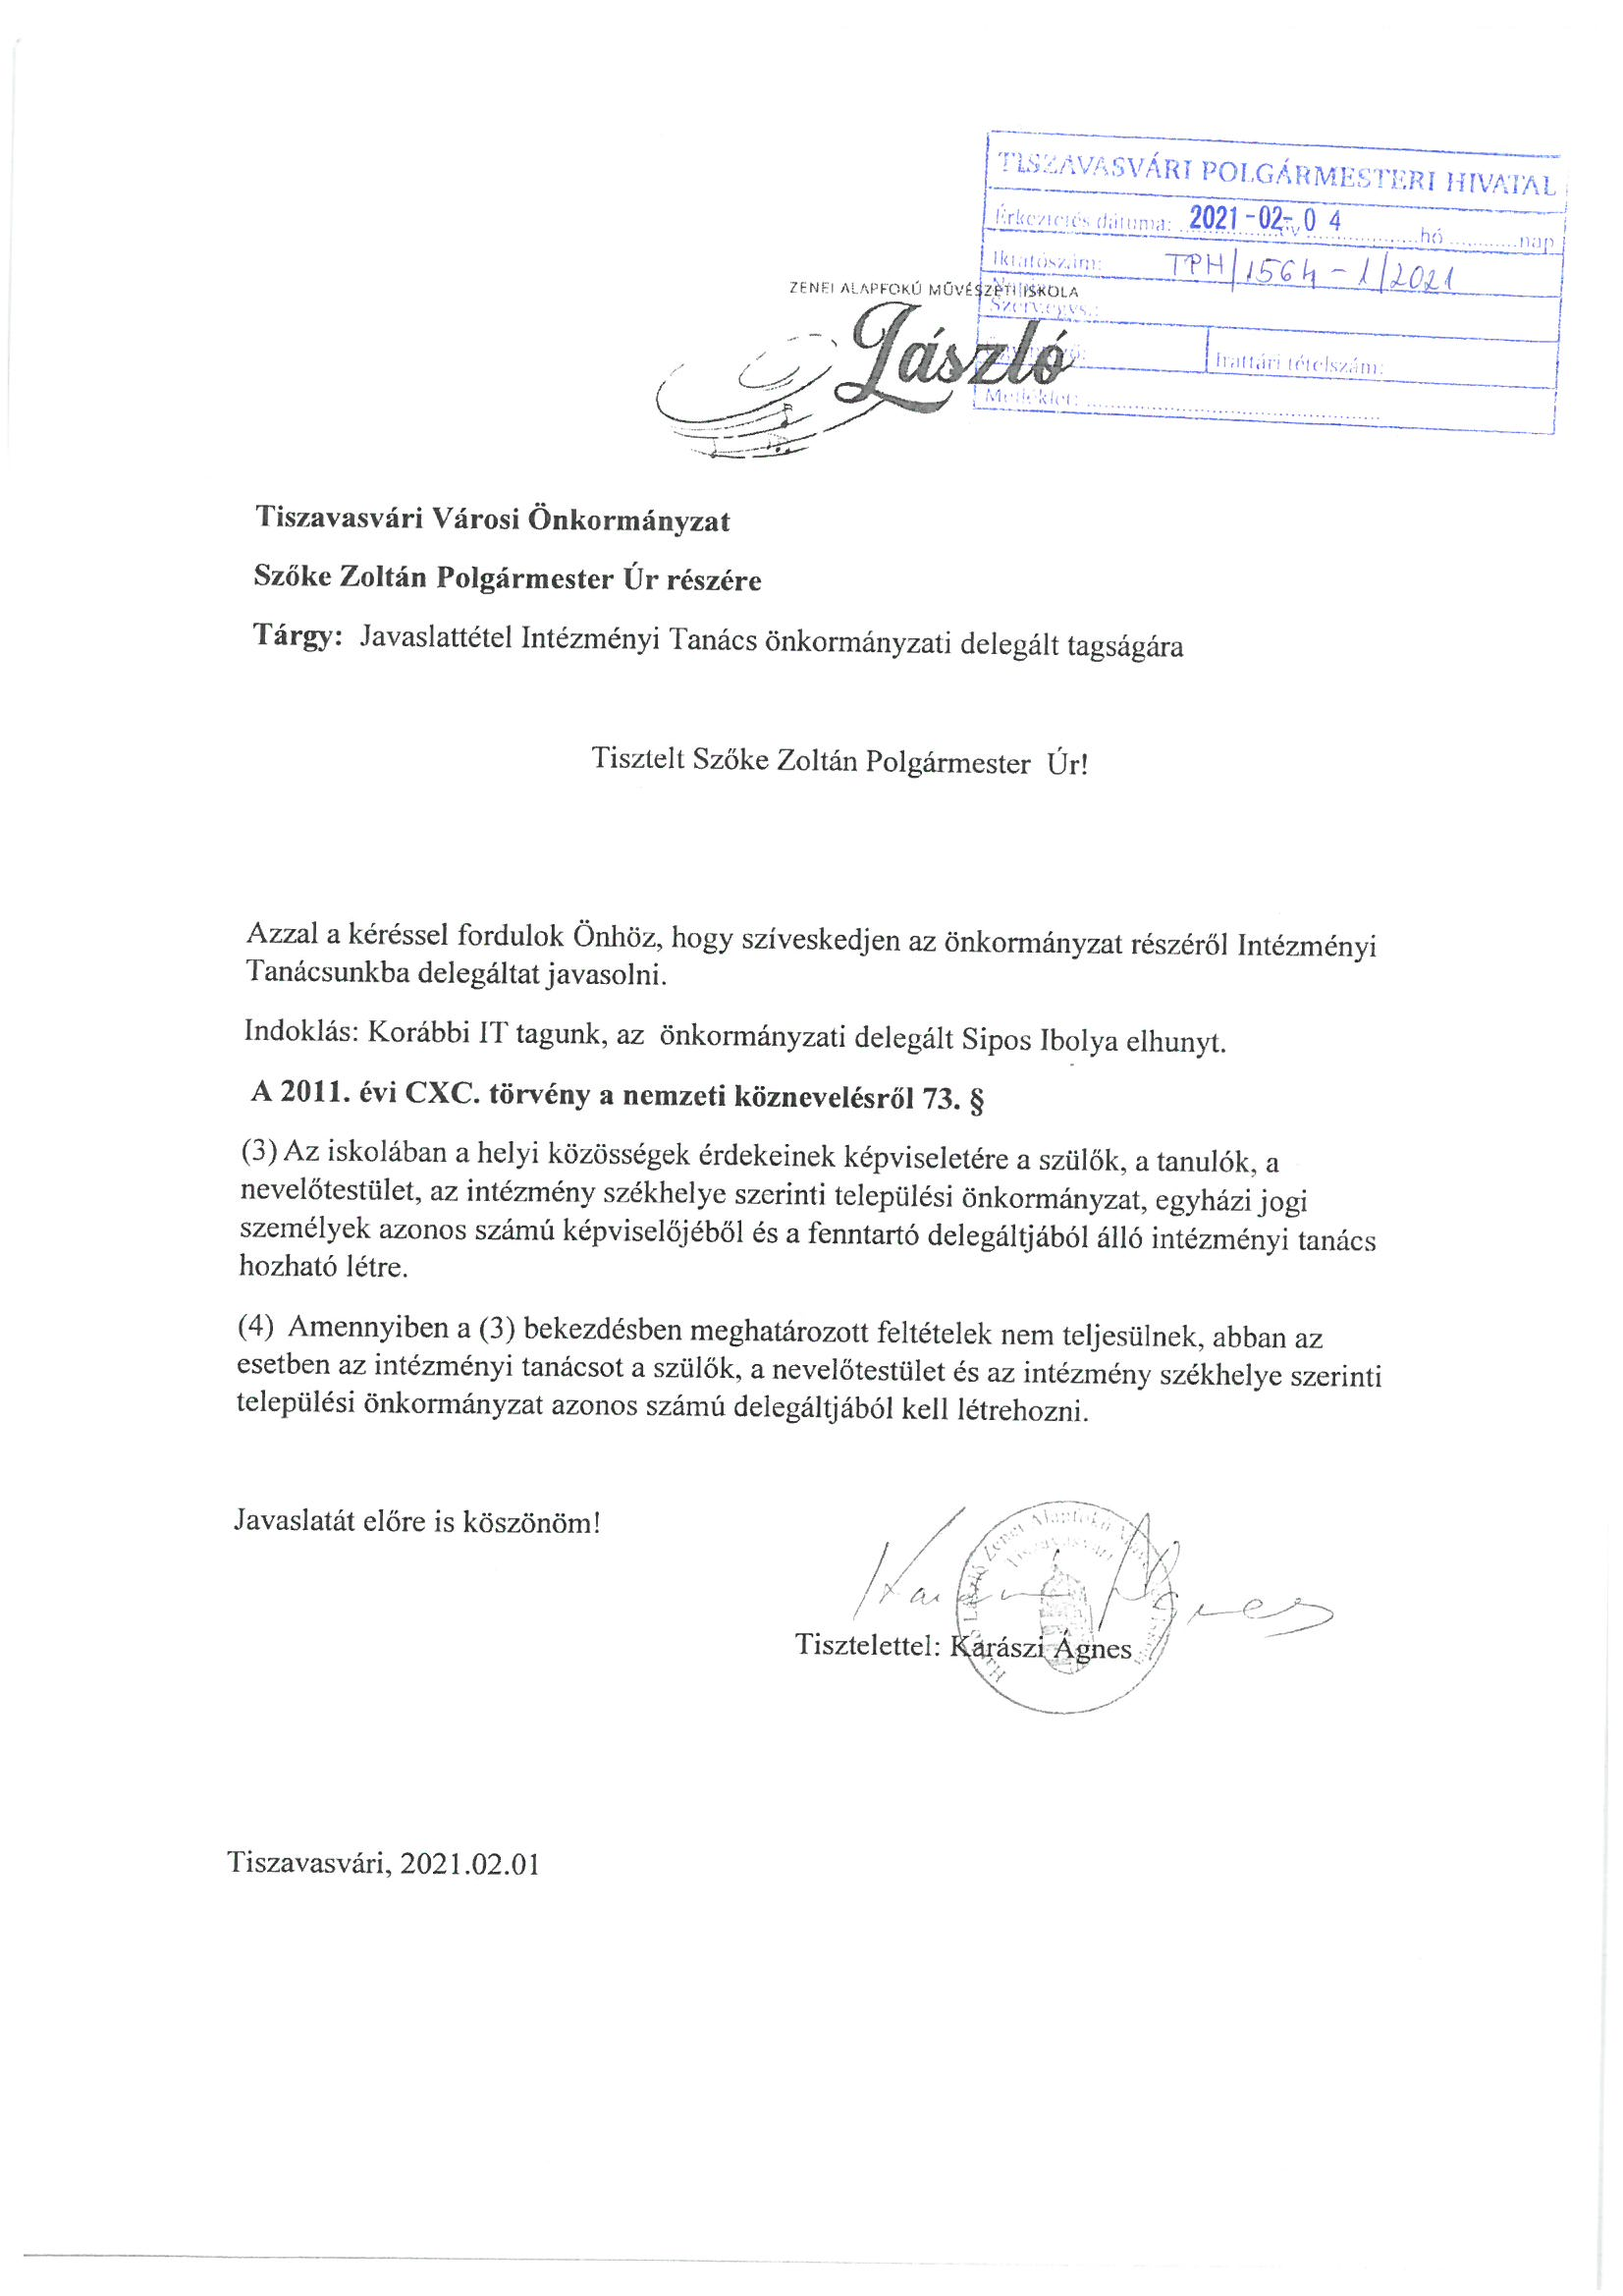 TISZAVASVÁRI POLGÁRMESTERI HIVATAL
Érkeztetés dátuma: 2021-02-04 hó nap
Iktatószám: TPH/1564-1/2021
Szerv.egys.:
Irattári tételszám:
Melléklet:
ZENEI ALAPFOKÚ MŰVÉSZETI ISKOLA
László
Tiszavasvári Városi Önkormányzat
Szőke Zoltán Polgármester Úr részére
Tárgy: Javaslattétel Intézményi Tanács önkormányzati delegált tagságára
Tisztelt Szőke Zoltán Polgármester Úr!
Azzal a kéréssel fordulok Önhöz, hogy szíveskedjen az önkormányzat részéről Intézményi
Tanácsunkba delegáltat javasolni.
Indoklás: Korábbi IT tagunk, az önkormányzati delegált Sipos Ibolya elhunyt.
A 2011. évi CXC. törvény a nemzeti köznevelésről 73. §
(3) Az iskolában a helyi közösségek érdekeinek képviseletére a szülők, a tanulók, a
nevelőtestület, az intézmény székhelye szerinti települési önkormányzat, egyházi jogi
személyek azonos számú képviselőjéből és a fenntartó delegáltjából álló intézményi tanács
hozható létre.
(4) Amennyiben a (3) bekezdésben meghatározott feltételek nem teljesülnek, abban az
esetben az intézményi tanácsot a szülők, a nevelőtestület és az intézmény székhelye szerinti
települési önkormányzat azonos számú delegáltjából kell létrehozni.
Javaslatát előre is köszönöm!
Tisztelettel: Karászi Ágnes
Tiszavasvári, 2021.02.01